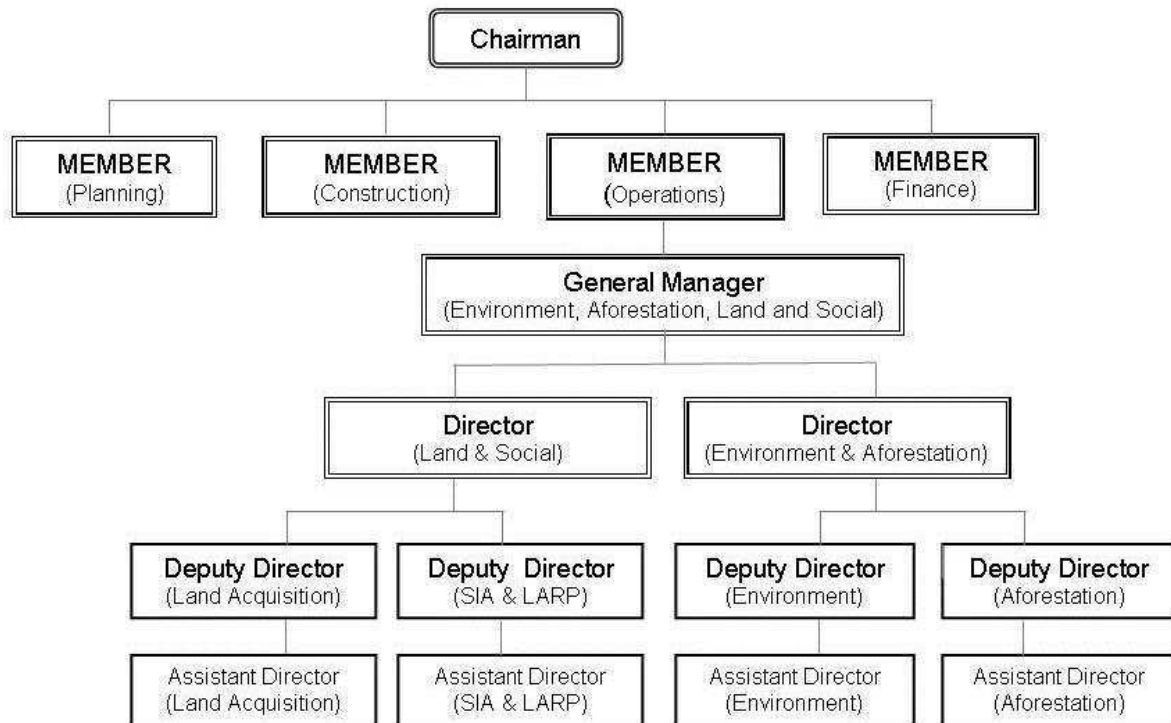 Chairman
MEMBER
(Planning)
MEMBER
(Construction)
MEMBER
(Operations)
MEMBER
(Finance)
General Manager
(Environment, Aforestation, Land and Social)
Director
(Land & Social)
Director
(Environment & Aforestation)
Deputy Director
(Land Acquisition)
Deputy Director
(SIA & LARP)
Deputy Director
(Environment)
Deputy Director
(Aforestation)
Assistant Director
(Land Acquisition)
Assistant Director
(SIA & LARP)
Assistant Director
(Environment)
Assistant Director
(Aforestation)